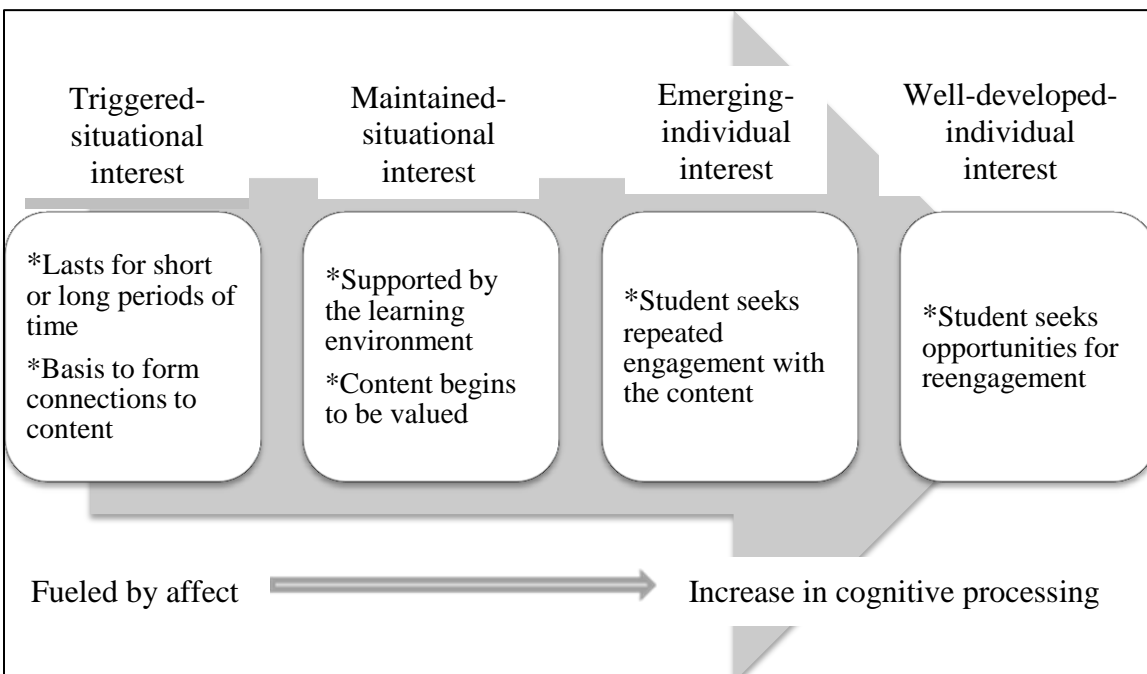 Triggered-
situational
interest
*Lasts for short
or long periods of
time
*Basis to form
connections to
content
Maintained-
situational
interest
*Supported by
the learning
environment
*Content begins
to be valued
Emerging-
individual
interest
*Student seeks
repeated
engagement with
the content
Well-developed-
individual
interest
*Student seeks
opportunities for
reengagement
Fueled by affect
Increase in cognitive processing